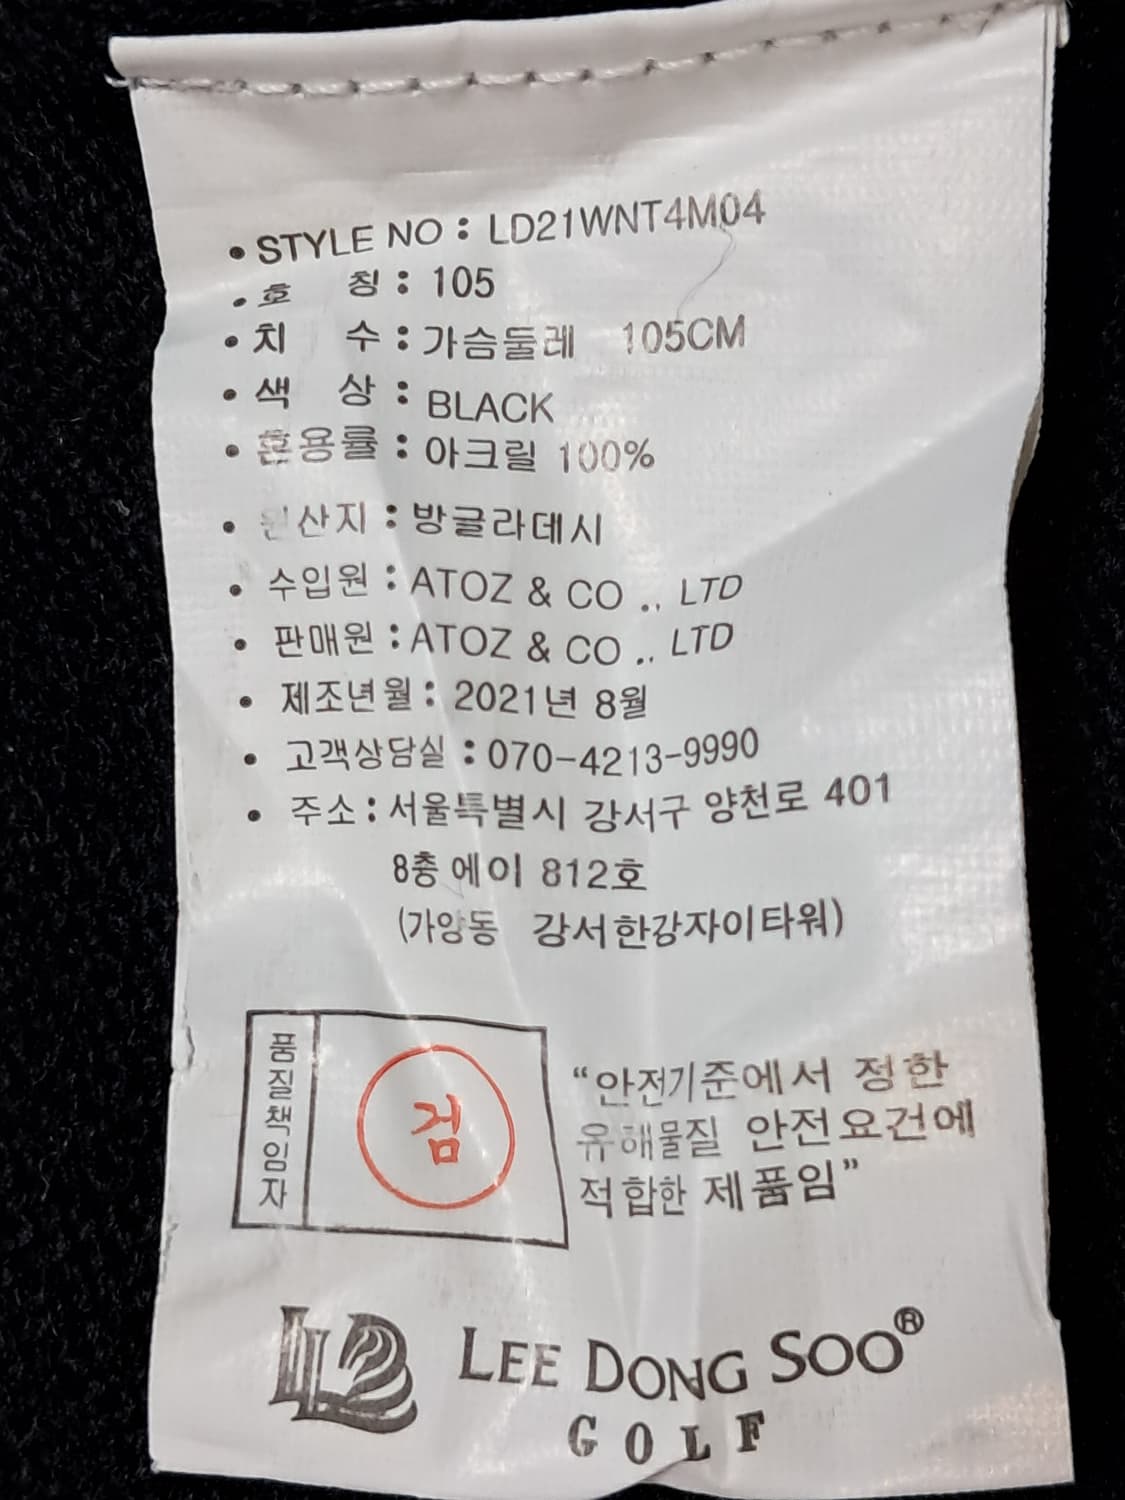 • STYLE NO : LD21WNT4M04
• 호 칭 : 105
• 치 수 : 가슴둘레 105CM
• 색 상 : BLACK
• 혼용률 : 아크릴 100%
• 원산지 : 방글라데시
• 수입원 : ATOZ & CO ., LTD
• 판매원 : ATOZ & CO ., LTD
• 제조년월 : 2021년 8월
• 고객상담실 : 070-4213-9990
• 주소 : 서울특별시 강서구 양천로 401
8층 에이 812호
(가양동 강서한강자이타워)
품질책임자
검
“안전기준에서 정한
유해물질 안전요건에
적합한 제품임”
LEE DONG SOO®
GOLF